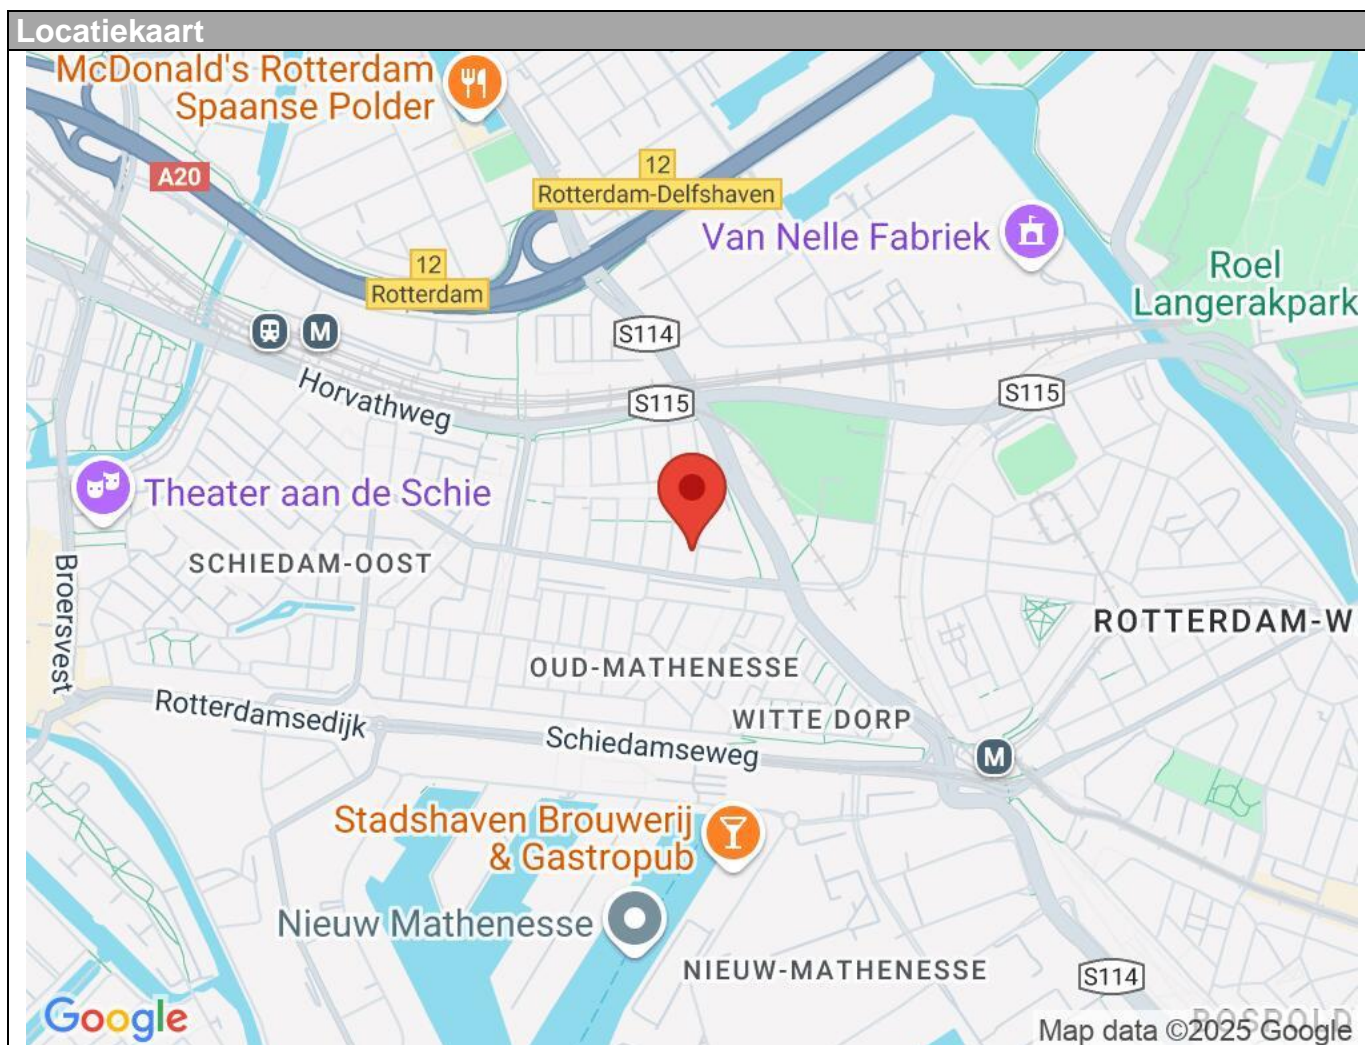 Locatiekaart
McDonald's Rotterdam
Spaanse Polder
A20
12
Rotterdam-Delfshaven
Van Nelle Fabriek
12
Rotterdam
Roel
Langerakpark
M
S114
Horvathweg
S115
S115
Theater aan de Schie
SCHIEDAM-OOST
Broersvest
ROTTERDAM-W
OUD-MATHENESSE
Rotterdamsedijk
WITTE DORP
Schiedamseweg
M
Stadshaven Brouwerij
& Gastropub
Nieuw Mathenesse
NIEUW-MATHENESSE
S114
Google
Map data ©2025 Google